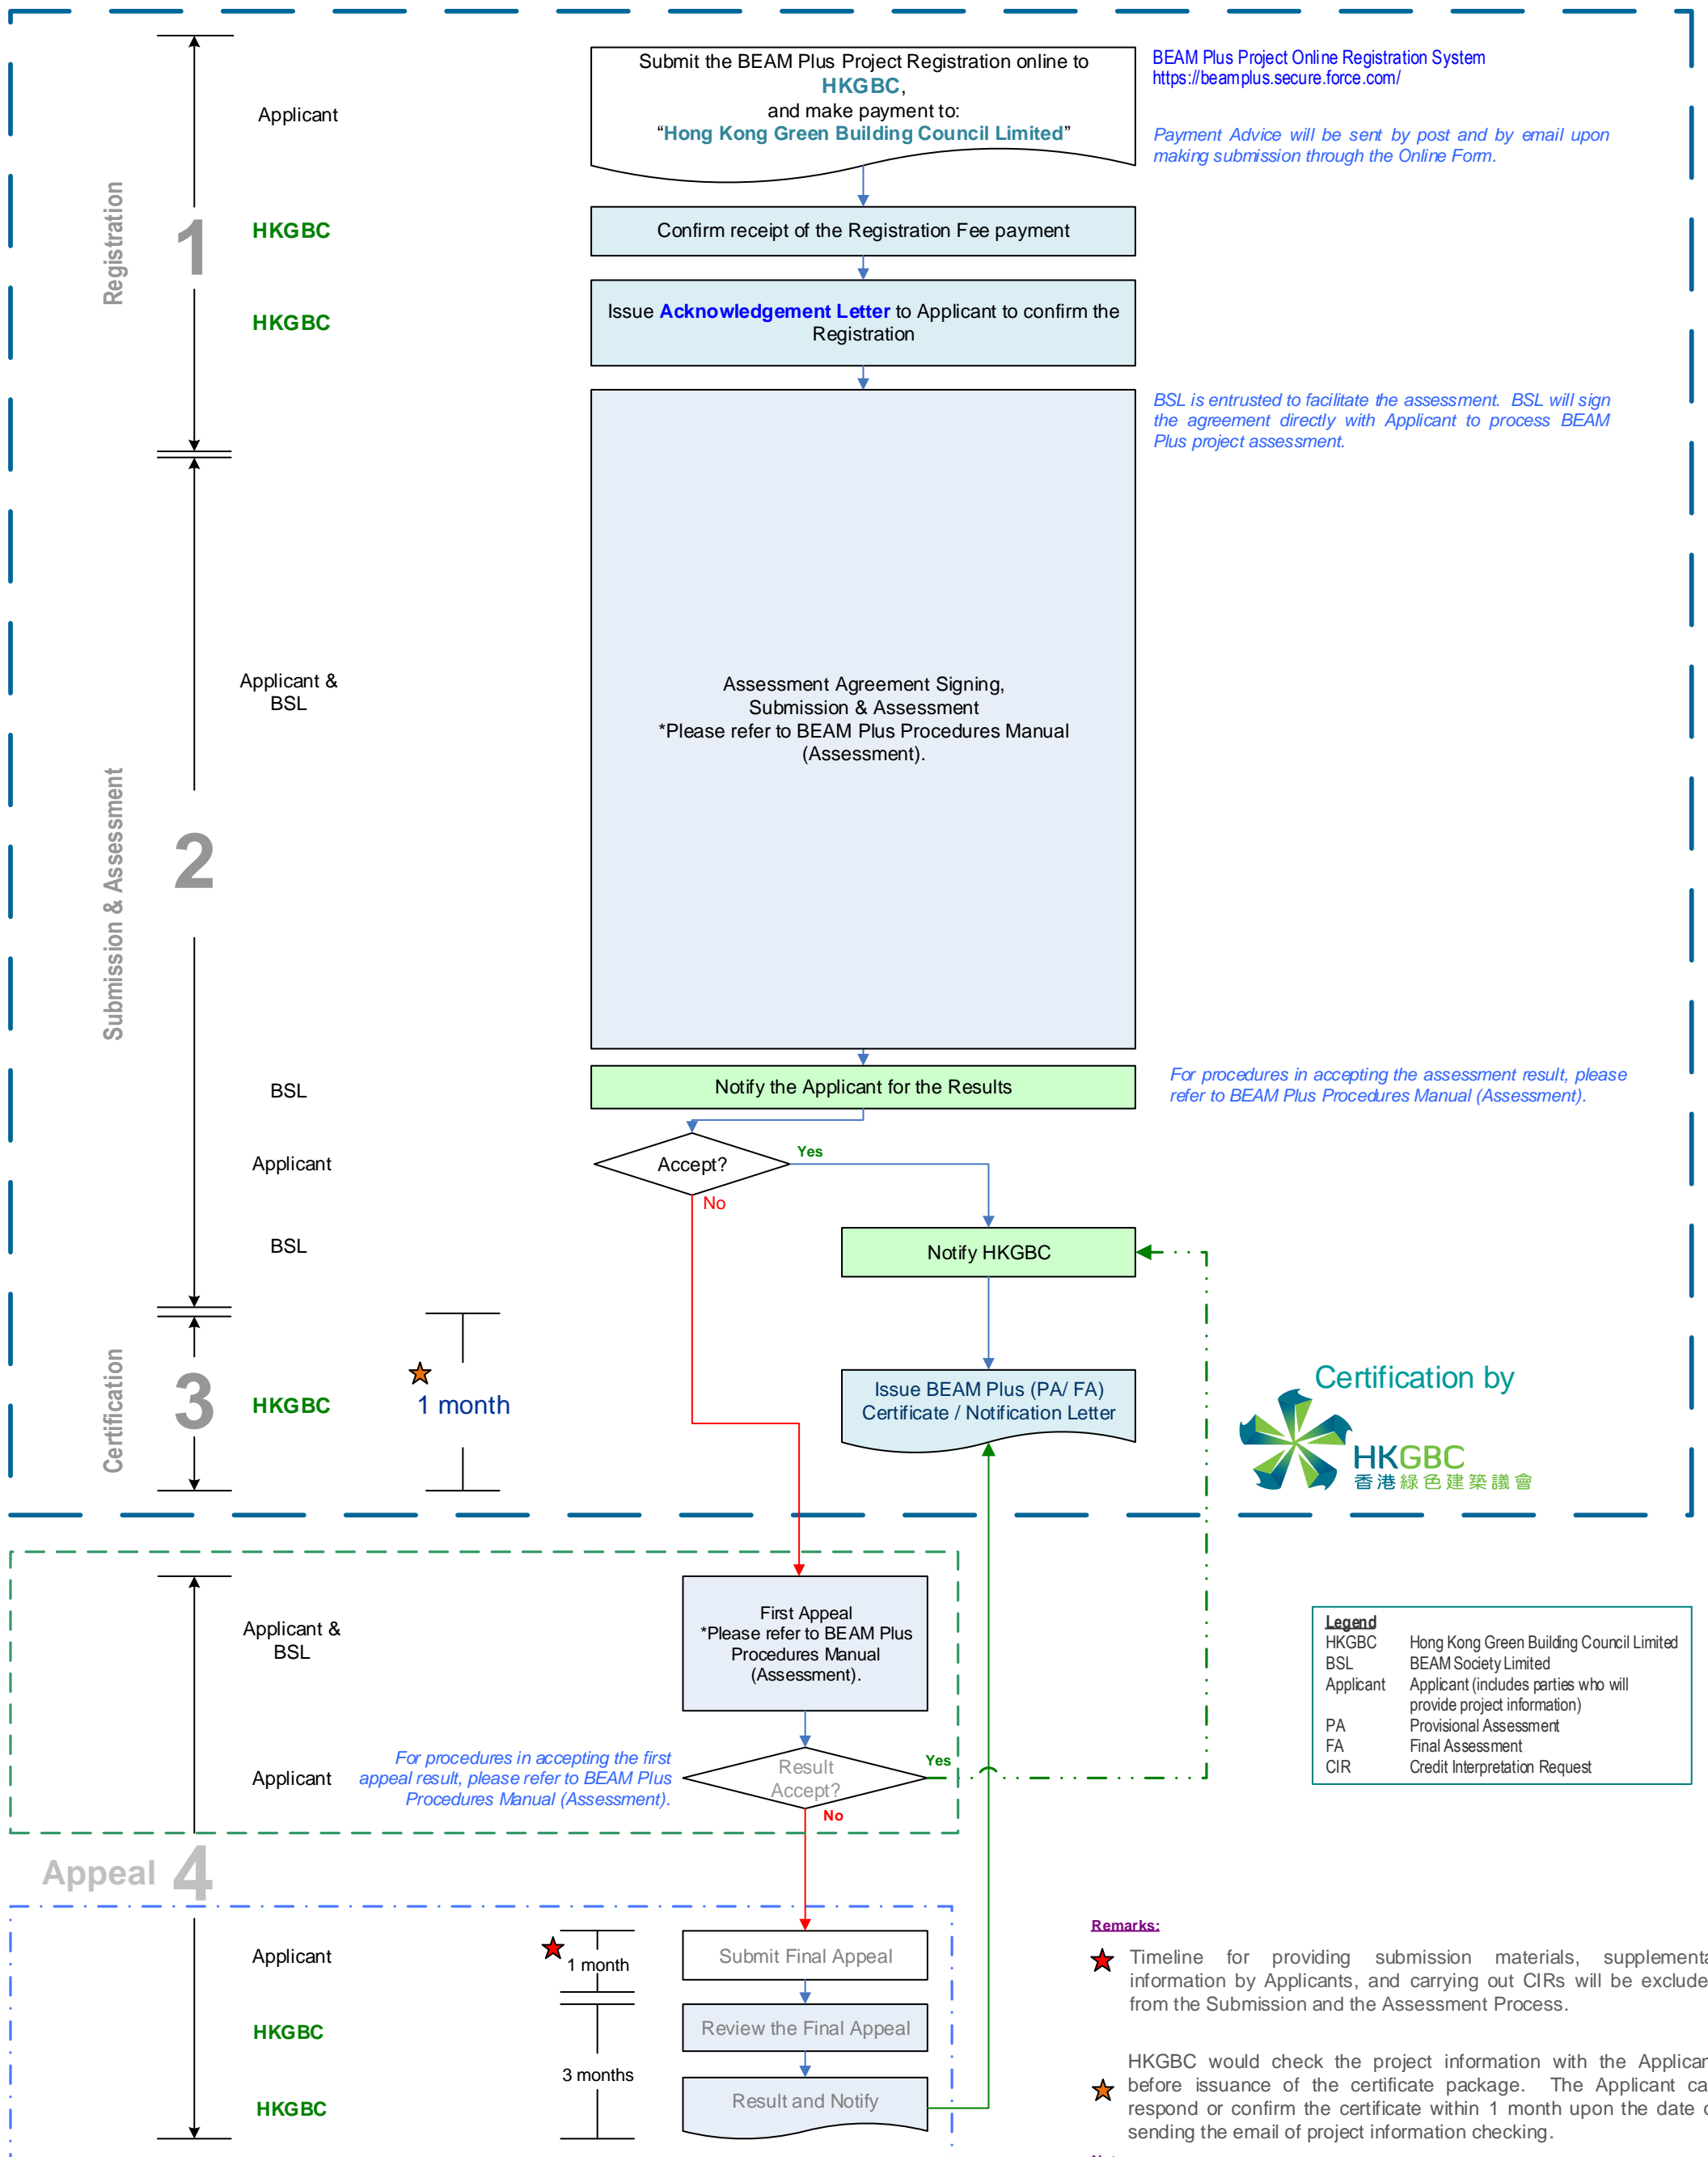 Submit the BEAM Plus Project Registration online to
HKGBC,
and make payment to:
“Hong Kong Green Building Council Limited”
BEAM Plus Project Online Registration System
https://beamplus.secure.force.com/
Payment Advice will be sent by post and by email upon
making submission through the Online Form.
Applicant
Registration
1
HKGBC
Confirm receipt of the Registration Fee payment
HKGBC
Issue Acknowledgement Letter to Applicant to confirm the
Registration
BSL is entrusted to facilitate the assessment. BSL will sign
the agreement directly with Applicant to process BEAM
Plus project assessment.
Submission & Assessment
2
Applicant &
BSL
Assessment Agreement Signing,
Submission & Assessment
*Please refer to BEAM Plus Procedures Manual
(Assessment).
BSL
Notify the Applicant for the Results
For procedures in accepting the assessment result, please
refer to BEAM Plus Procedures Manual (Assessment).
Applicant
Accept?
Yes
No
BSL
Notify HKGBC
Certification
3
HKGBC
1 month
Issue BEAM Plus (PA/ FA)
Certificate / Notification Letter
Certification by
HKGBC
香港綠色建築議會
Applicant &
BSL
First Appeal
*Please refer to BEAM Plus
Procedures Manual
(Assessment).
Legend
HKGBC Hong Kong Green Building Council Limited
BSL BEAM Society Limited
Applicant Applicant (includes parties who will
provide project information)
PA Provisional Assessment
FA Final Assessment
CIR Credit Interpretation Request
Applicant
For procedures in accepting the first
appeal result, please refer to BEAM Plus
Procedures Manual (Assessment).
Result
Accept?
Yes
No
Appeal 4
Applicant
1 month
Submit Final Appeal
HKGBC
Review the Final Appeal
3 months
HKGBC
Result and Notify
Remarks:
Timeline for providing submission materials,
information by Applicants, and carrying out CIRs will be
from the Submission and the Assessment Process.
HKGBC would check the project information with the
before issuance of the certificate package. The Applicant
respond or confirm the certificate within 1 month upon the date
sending the email of project information checking.